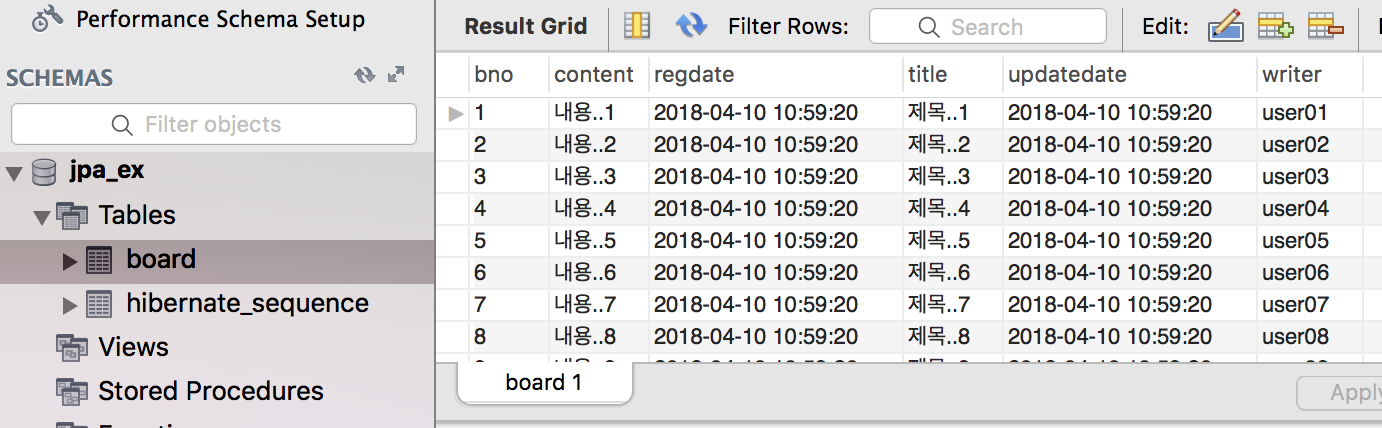 Performance Schema Setup
SCHEMAS
Filter objects
jpa_ex
Tables
board
hibernate_sequence
Views
Stored Procedures
Result Grid Filter Rows: Search Edit:
bno content regdate title updatedate writer
1 내용..1 2018-04-10 10:59:20 제목..1 2018-04-10 10:59:20 user01
2 내용..2 2018-04-10 10:59:20 제목..2 2018-04-10 10:59:20 user02
3 내용..3 2018-04-10 10:59:20 제목..3 2018-04-10 10:59:20 user03
4 내용..4 2018-04-10 10:59:20 제목..4 2018-04-10 10:59:20 user04
5 내용..5 2018-04-10 10:59:20 제목..5 2018-04-10 10:59:20 user05
6 내용..6 2018-04-10 10:59:20 제목..6 2018-04-10 10:59:20 user06
7 내용..7 2018-04-10 10:59:20 제목..7 2018-04-10 10:59:20 user07
8 내용..8 2018-04-10 10:59:20 제목..8 2018-04-10 10:59:20 user08
board 1
Apply